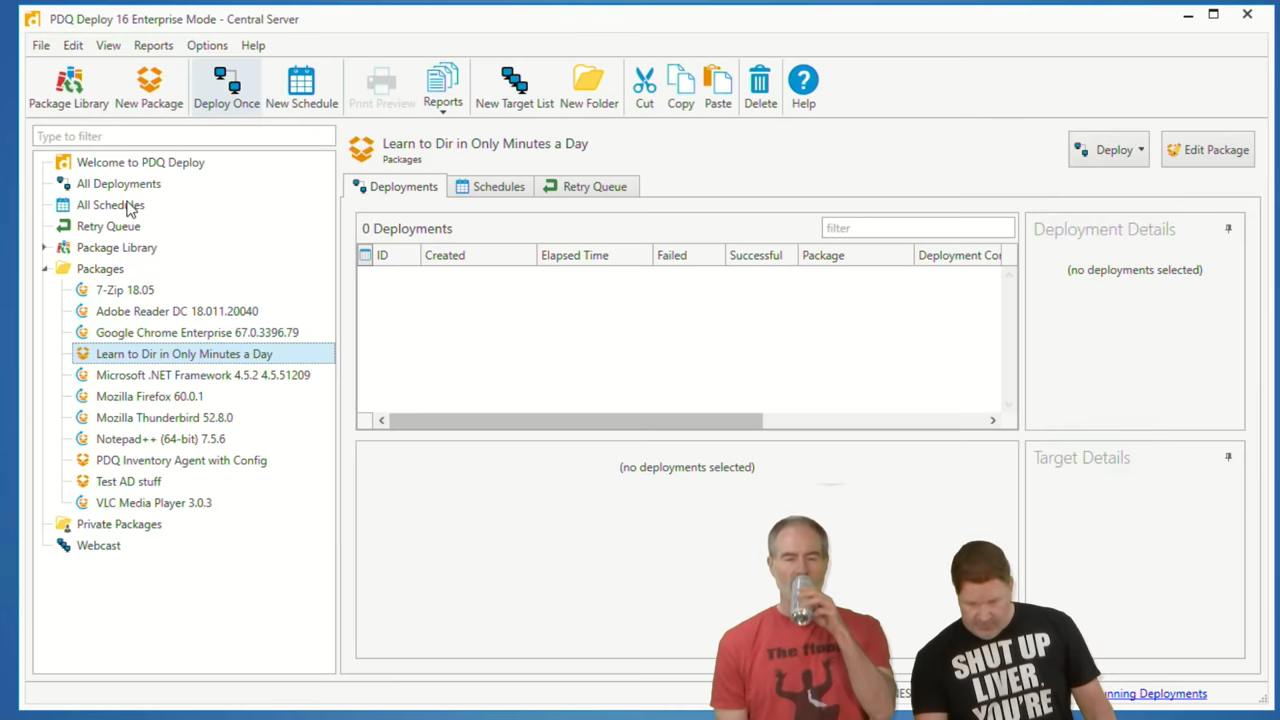 PDQ Deploy 16 Enterprise Mode - Central Server
File Edit View Reports Options Help
Package Library New Package Deploy Once New Schedule Print Preview Reports New Target List New Folder Cut Copy Paste Delete Help
Type to filter
Welcome to PDQ Deploy
All Deployments
All Schedules
Retry Queue
Package Library
Packages
7-Zip 18.05
Adobe Reader DC 18.011.20040
Google Chrome Enterprise 67.0.3396.79
Learn to Dir in Only Minutes a Day
Microsoft .NET Framework 4.5.2 4.5.51209
Mozilla Firefox 60.0.1
Mozilla Thunderbird 52.8.0
Notepad++ (64-bit) 7.5.6
PDQ Inventory Agent with Config
Test AD stuff
VLC Media Player 3.0.3
Private Packages
Webcast
Learn to Dir in Only Minutes a Day
Packages
Deploy Edit Package
Deployments Schedules Retry Queue
0 Deployments filter
ID Created Elapsed Time Failed Successful Package Deployment Cor
(no deployments selected)
Deployment Details
(no deployments selected)
Target Details
The floor
SHUT UP
LIVER.
YOU'RE
unning Deployments